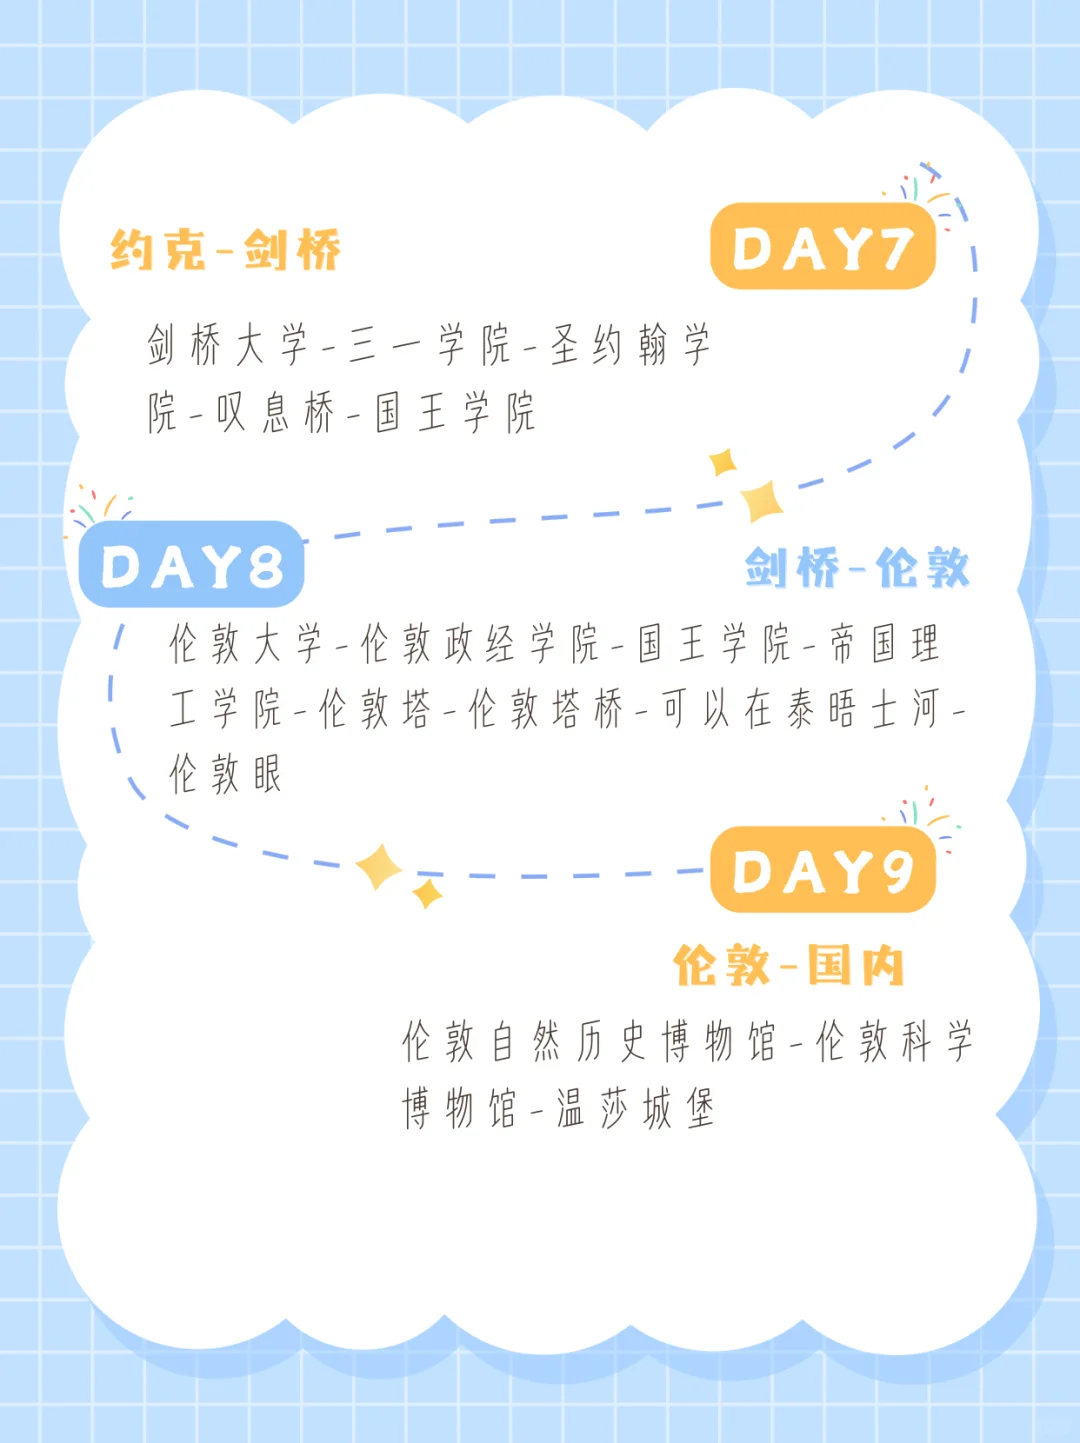 约克-剑桥
DAY7
剑桥大学-三一学院-圣约翰学
院-叹息桥-国王学院
DAY8
剑桥-伦敦
伦敦大学-伦敦政经学院-国王学院-帝国理
工学院-伦敦塔-伦敦塔桥-可以在泰晤士河-
伦敦眼
DAY9
伦敦-国内
伦敦自然历史博物馆-伦敦科学
博物馆-温莎城堡